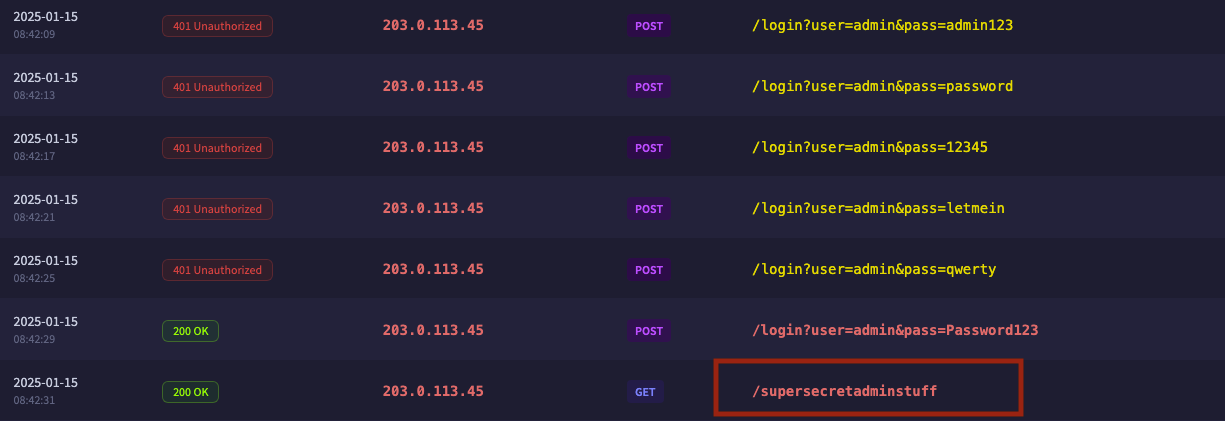 2025-01-15
08:42:09
401 Unauthorized
203.0.113.45
POST
/login?user=admin&pass=admin123
2025-01-15
08:42:13
401 Unauthorized
203.0.113.45
POST
/login?user=admin&pass=password
2025-01-15
08:42:17
401 Unauthorized
203.0.113.45
POST
/login?user=admin&pass=12345
2025-01-15
08:42:21
401 Unauthorized
203.0.113.45
POST
/login?user=admin&pass=letmein
2025-01-15
08:42:25
401 Unauthorized
203.0.113.45
POST
/login?user=admin&pass=qwerty
2025-01-15
08:42:29
200 OK
203.0.113.45
POST
/login?user=admin&pass=Password123
2025-01-15
08:42:31
200 OK
203.0.113.45
GET
/supersecretadminstuff